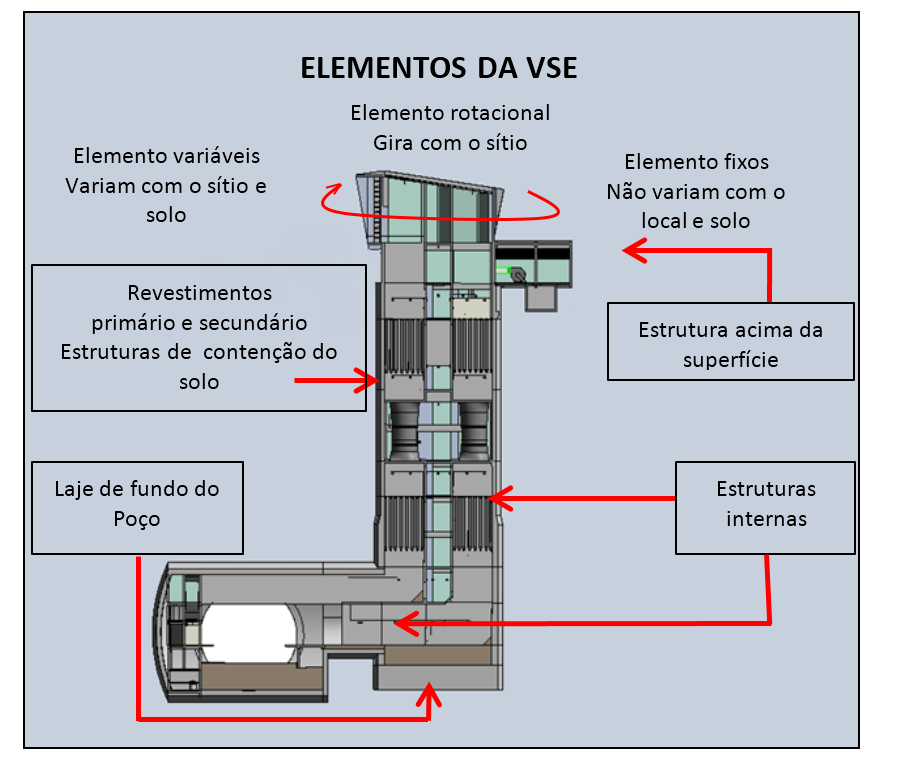 ELEMENTOS DA VSE
Elemento rotacional
Gira com o sítio
Elemento variáveis
Variam com o sítio e
solo
Elemento fixos
Não variam com o
local e solo
Revestimentos
primário e secundário
Estruturas de contenção do
solo
Estrutura acima da
superfície
Laje de fundo do
Poço
Estruturas
internas